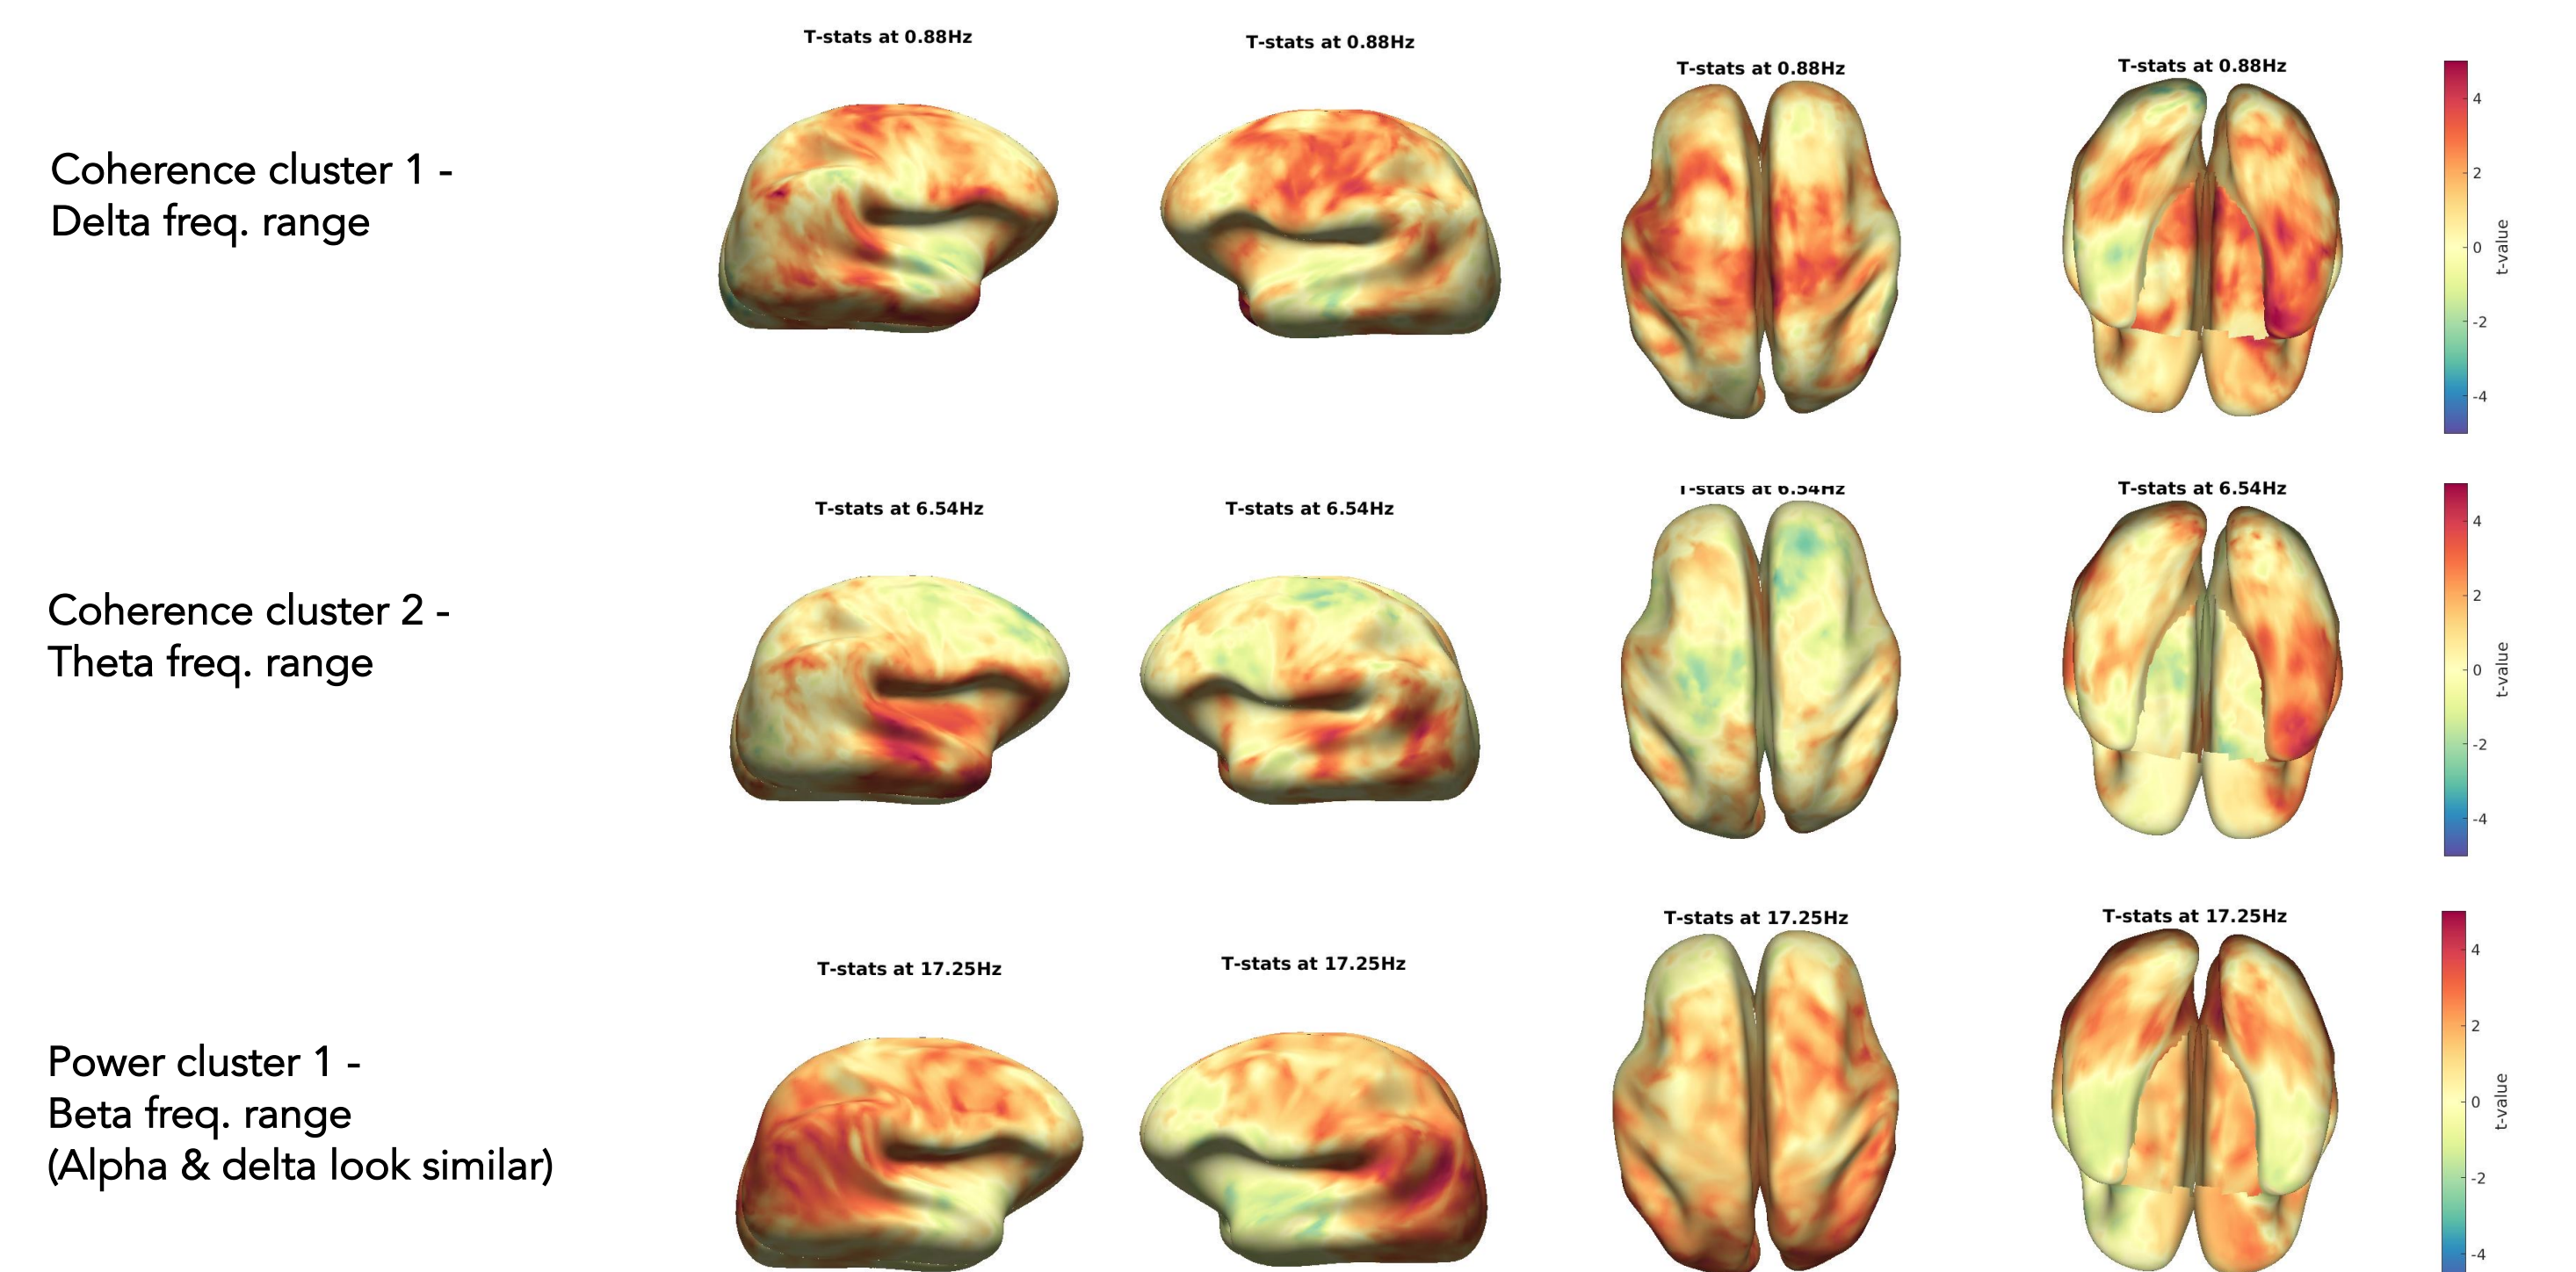 T-stats at 0.88Hz
T-stats at 0.88Hz
T-stats at 0.88Hz
T-stats at 0.88Hz
Coherence cluster 1 -
Delta freq. range
4
2
0
-2
-4
t-value
T-stats at 6.54Hz
T-stats at 6.54Hz
T-stats at 6.54Hz
T-stats at 6.54Hz
Coherence cluster 2 -
Theta freq. range
4
2
0
-2
-4
t-value
T-stats at 17.25Hz
T-stats at 17.25Hz
T-stats at 17.25Hz
T-stats at 17.25Hz
Power cluster 1 -
Beta freq. range
(Alpha & delta look similar)
4
2
0
-2
-4
t-value